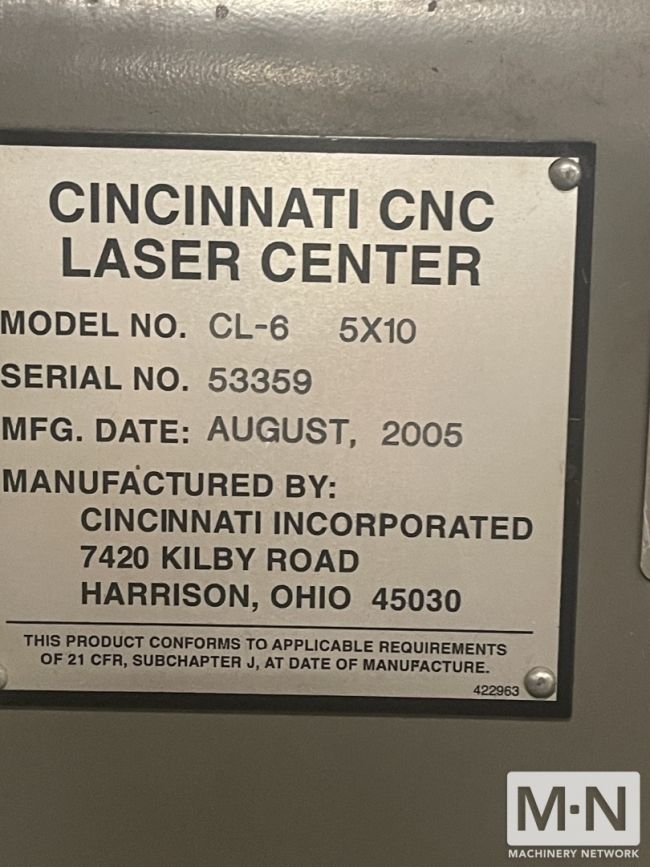 CINCINNATI CNC
LASER CENTER
MODEL NO. CL-6 5X10
SERIAL NO. 53359
MFG. DATE: AUGUST, 2005
MANUFACTURED BY:
CINCINNATI INCORPORATED
7420 KILBY ROAD
HARRISON, OHIO 45030
THIS PRODUCT CONFORMS TO APPLICABLE REQUIREMENTS
OF 21 CFR, SUBCHAPTER J, AT DATE OF MANUFACTURE.
422963
M·N
MACHINERY NETWORK